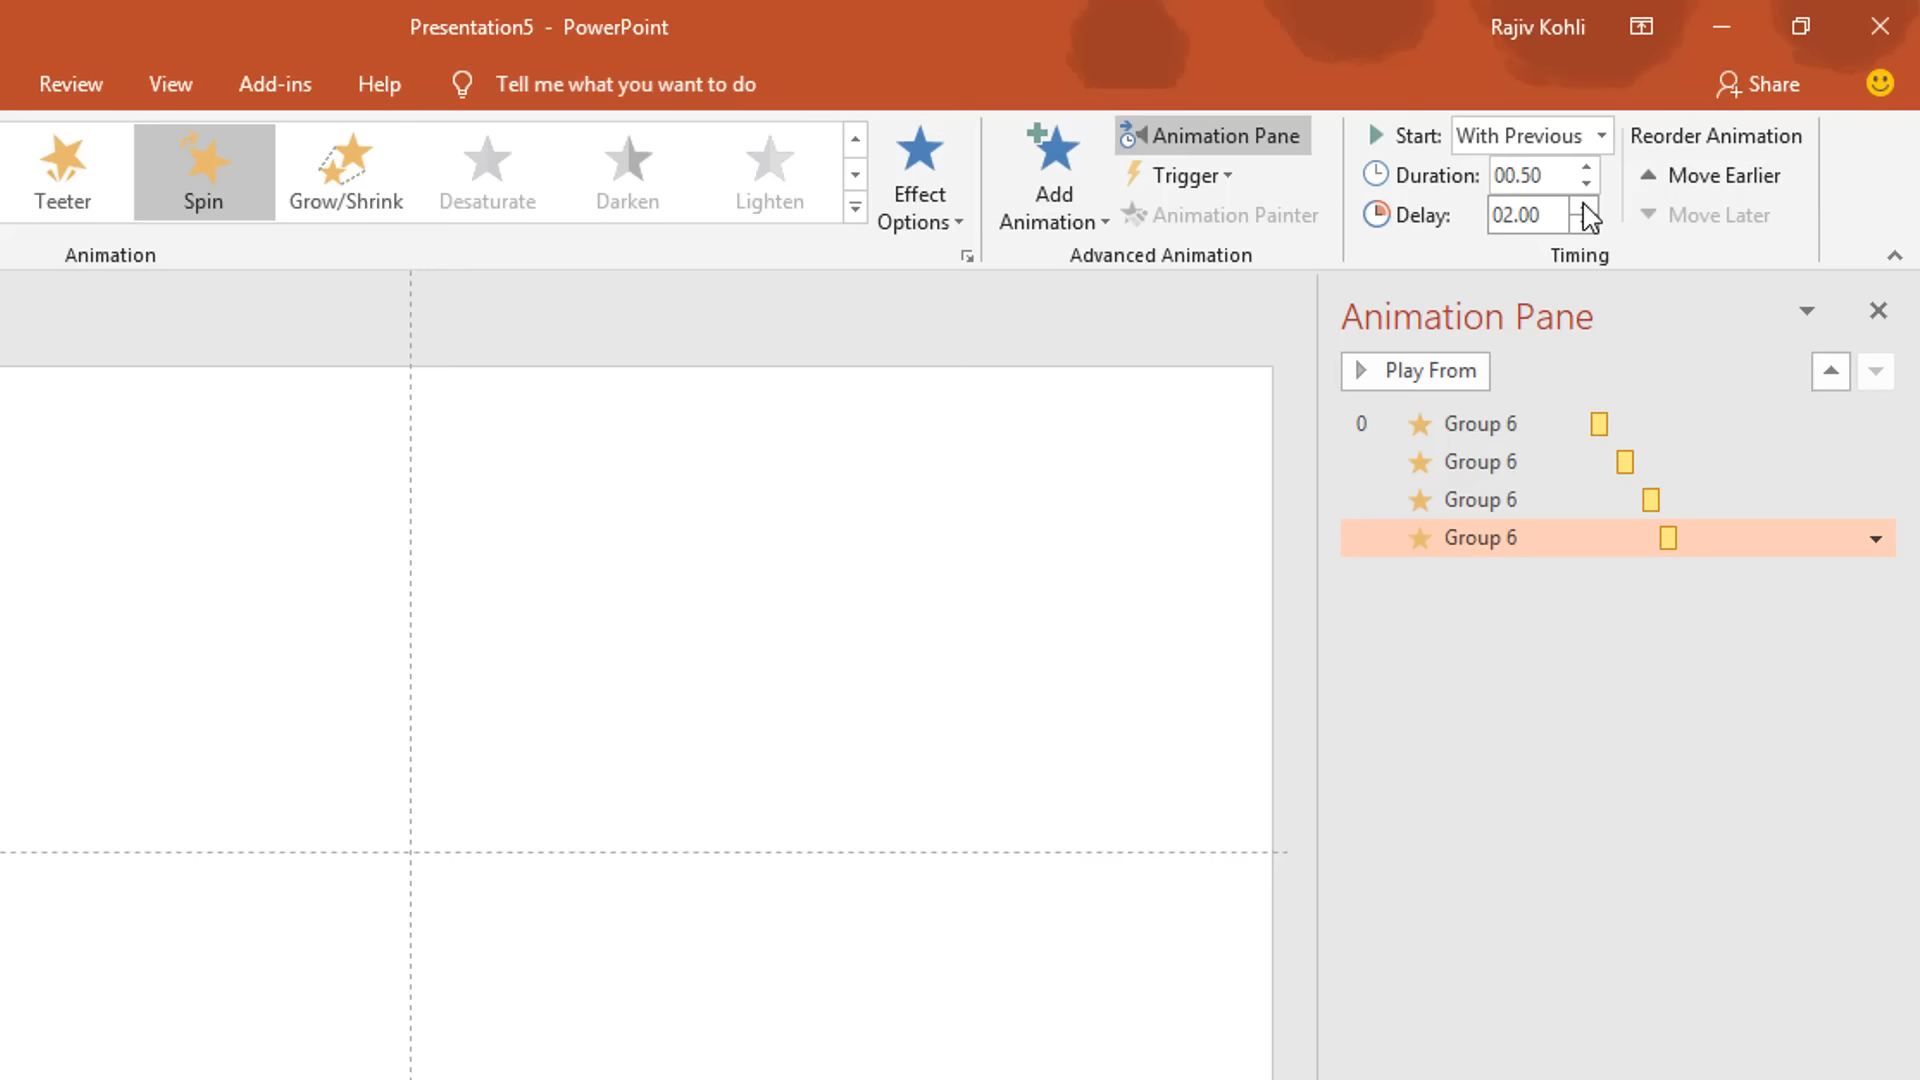 Presentation5 - PowerPoint
Rajiv Kohli
Review View Add-ins Help Tell me what you want to do
Share
Teeter Spin Grow/Shrink Desaturate Darken Lighten
Effect Options
Add Animation
Animation Pane
Trigger
Animation Painter
Start: With Previous
Duration: 00.50
Delay: 02.00
Reorder Animation
Move Earlier
Move Later
Animation
Advanced Animation
Timing
Animation Pane
Play From
0 Group 6
Group 6
Group 6
Group 6